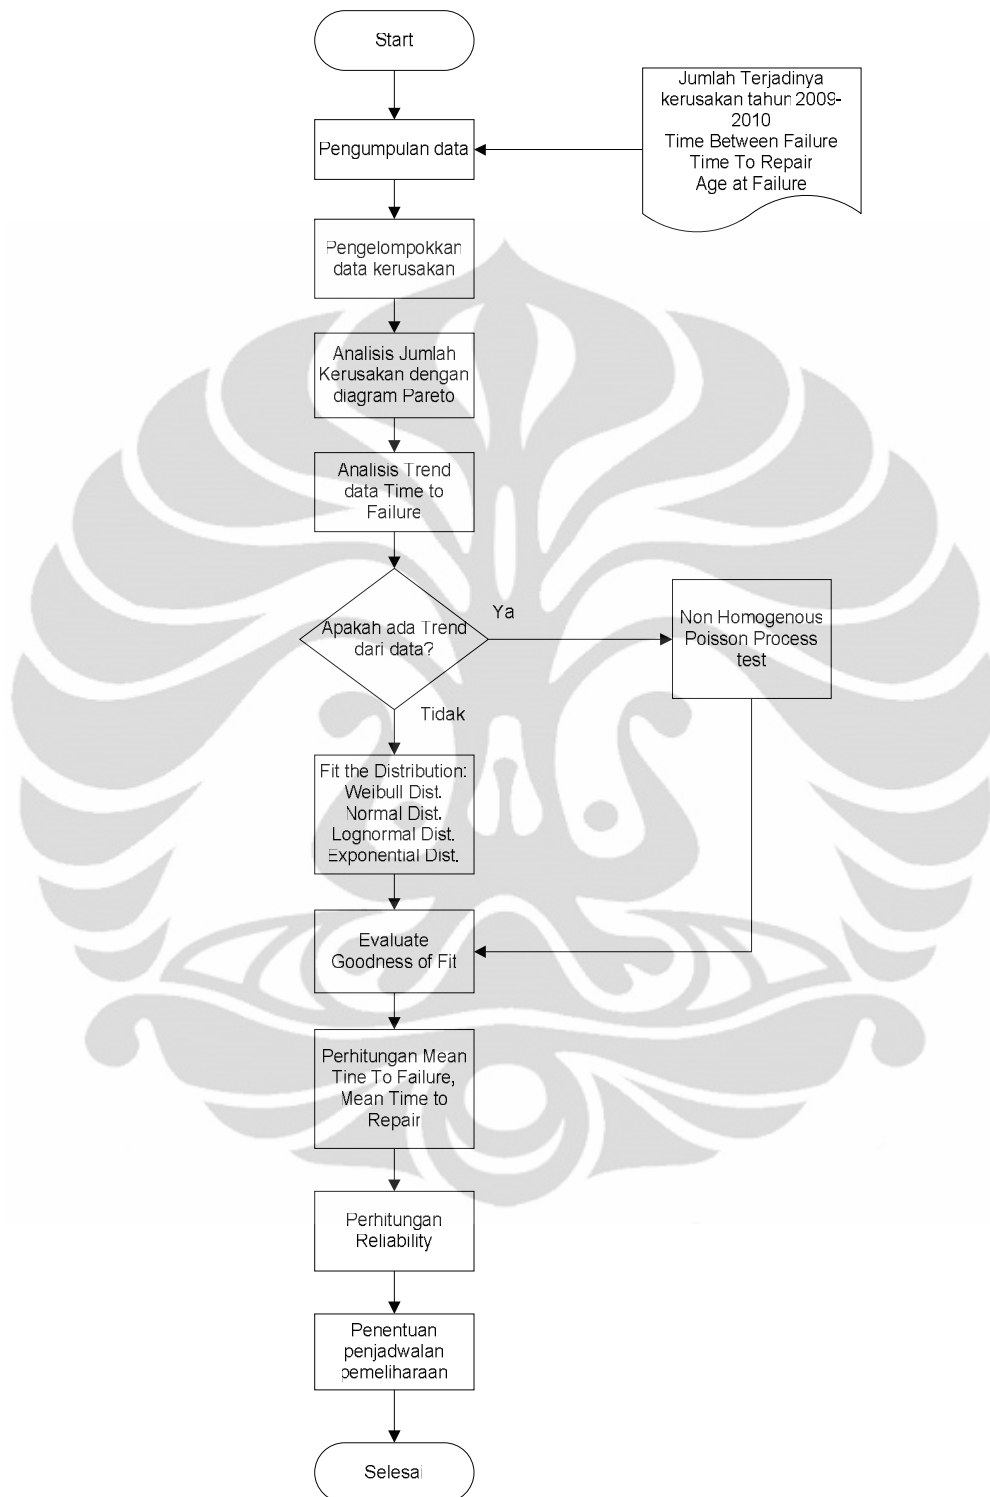 Start
Jumlah Terjadinya
kerusakan tahun 2009-
2010
Time Between Failure
Time To Repair
Age at Failure
Pengumpulan data
Pengelompokkan
data kerusakan
Analisis Jumlah
Kerusakan dengan
diagram Pareto
Analisis Trend
data Time to
Failure
Apakah ada Trend
dari data?
Ya
Non Homogenous
Poisson Process
test
Tidak
Fit the Distribution:
Weibull Dist.
Normal Dist.
Lognormal Dist.
Exponential Dist.
Evaluate
Goodness of Fit
Perhitungan Mean
Tine To Failure,
Mean Time to
Repair
Perhitungan
Reliability
Penentuan
penjadwalan
pemeliharaan
Selesai